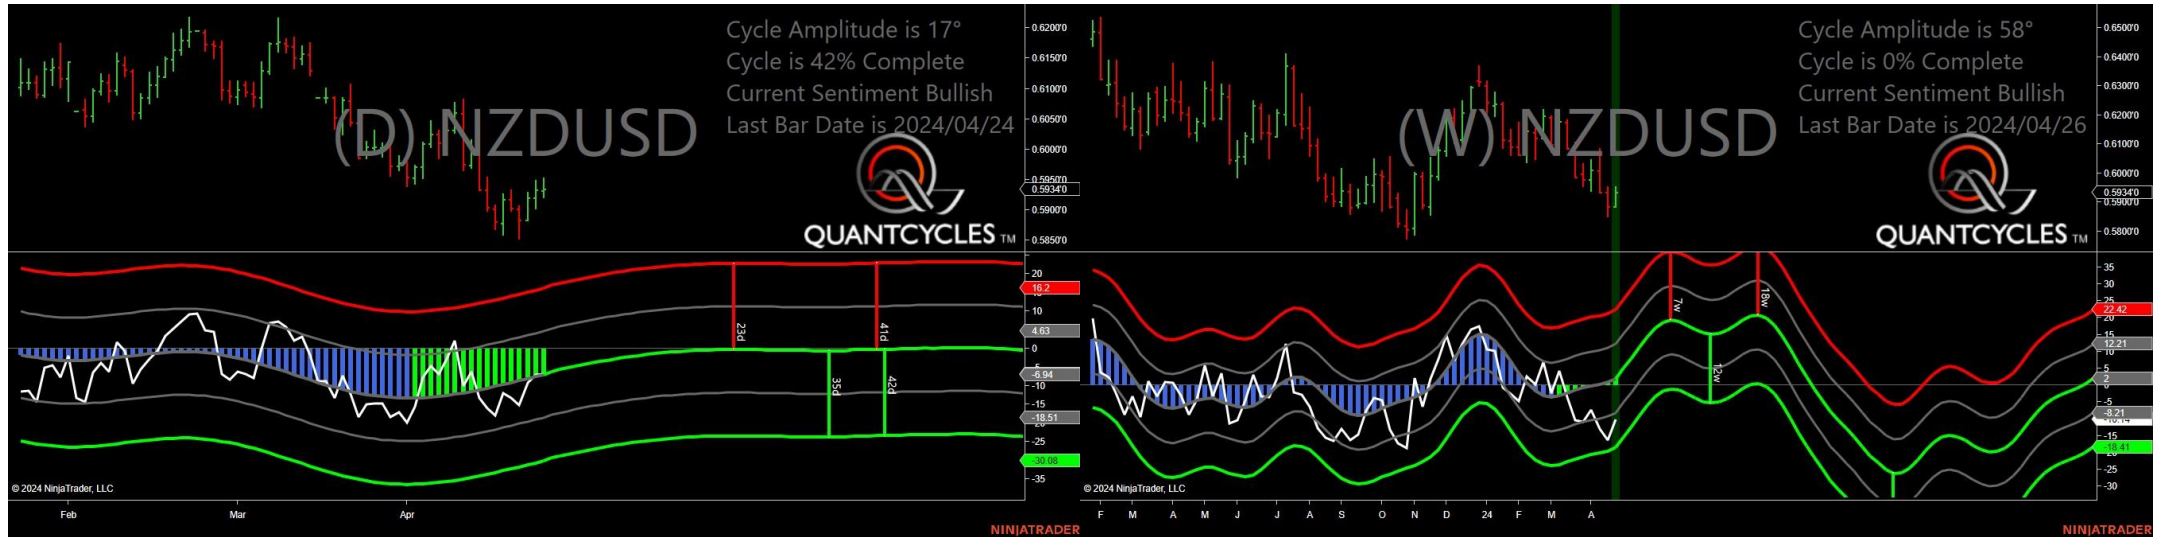 Cycle Amplitude is 17°
Cycle is 42% Complete
Current Sentiment Bullish
Last Bar Date is 2024/04/24
(D) NZDUSD
QUANTCYCLES TM
0.6200'0
0.6150'0
0.6100'0
0.6050'0
0.6000'0
0.5950'0
0.5934'0
0.5900'0
0.5850'0
20
16.2
10
4.63
0
-6.94
-10
-15
-18.51
-25
-30.08
-35
23d
41d
35d
42d
© 2024 NinjaTrader, LLC
Feb
Mar
Apr
NINJATRADER
Cycle Amplitude is 58°
Cycle is 0% Complete
Current Sentiment Bullish
Last Bar Date is 2024/04/26
(W) NZDUSD
QUANTCYCLES TM
0.6500'0
0.6400'0
0.6300'0
0.6200'0
0.6100'0
0.6000'0
0.5934'0
0.5900'0
0.5800'0
35
30
25
22.42
20
15
12.21
10
5
2
-5
-8.21
-15
-18.41
-25
-30
7w
18w
12w
© 2024 NinjaTrader, LLC
F M A M J J A S O N D 24 F M A
NINJATRADER